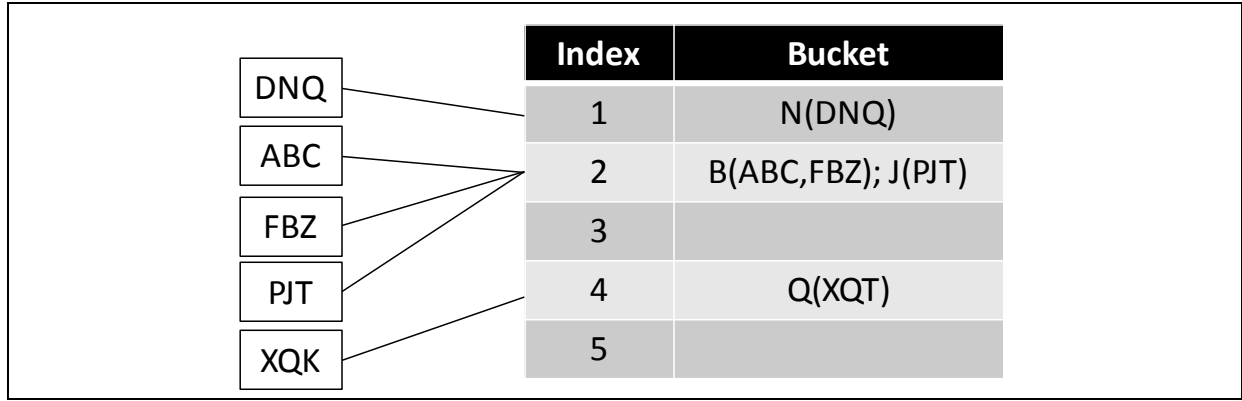 DNQ
ABC
FBZ
PJT
XQK
Index Bucket
1 N(DNQ)
2 B(ABC,FBZ); J(PJT)
3
4 Q(XQT)
5